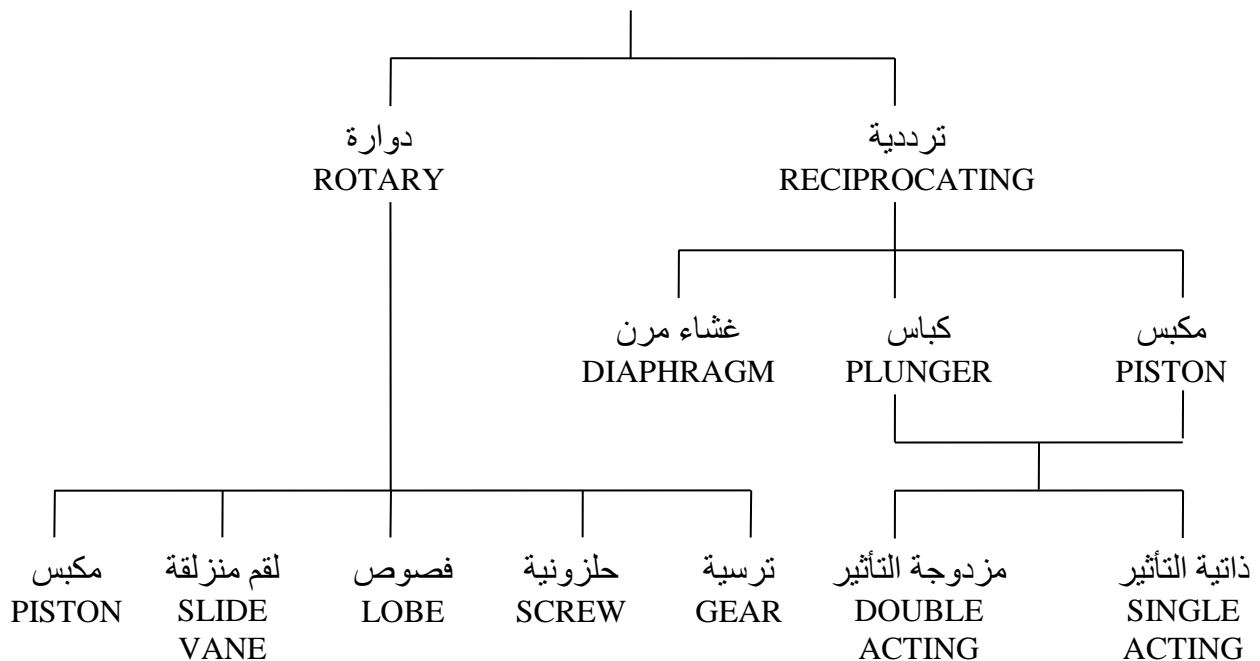 ترددية
RECIPROCATING
دوارة
ROTARY
مكبس
PISTON
كباس
PLUNGER
غشاء مرن
DIAPHRAGM
ذاتية التأثير
SINGLE
ACTING
مزدوجة التأثير
DOUBLE
ACTING
ترسية
GEAR
حلزونية
SCREW
فصوص
LOBE
لقم منزلقة
SLIDE
VANE
مكبس
PISTON